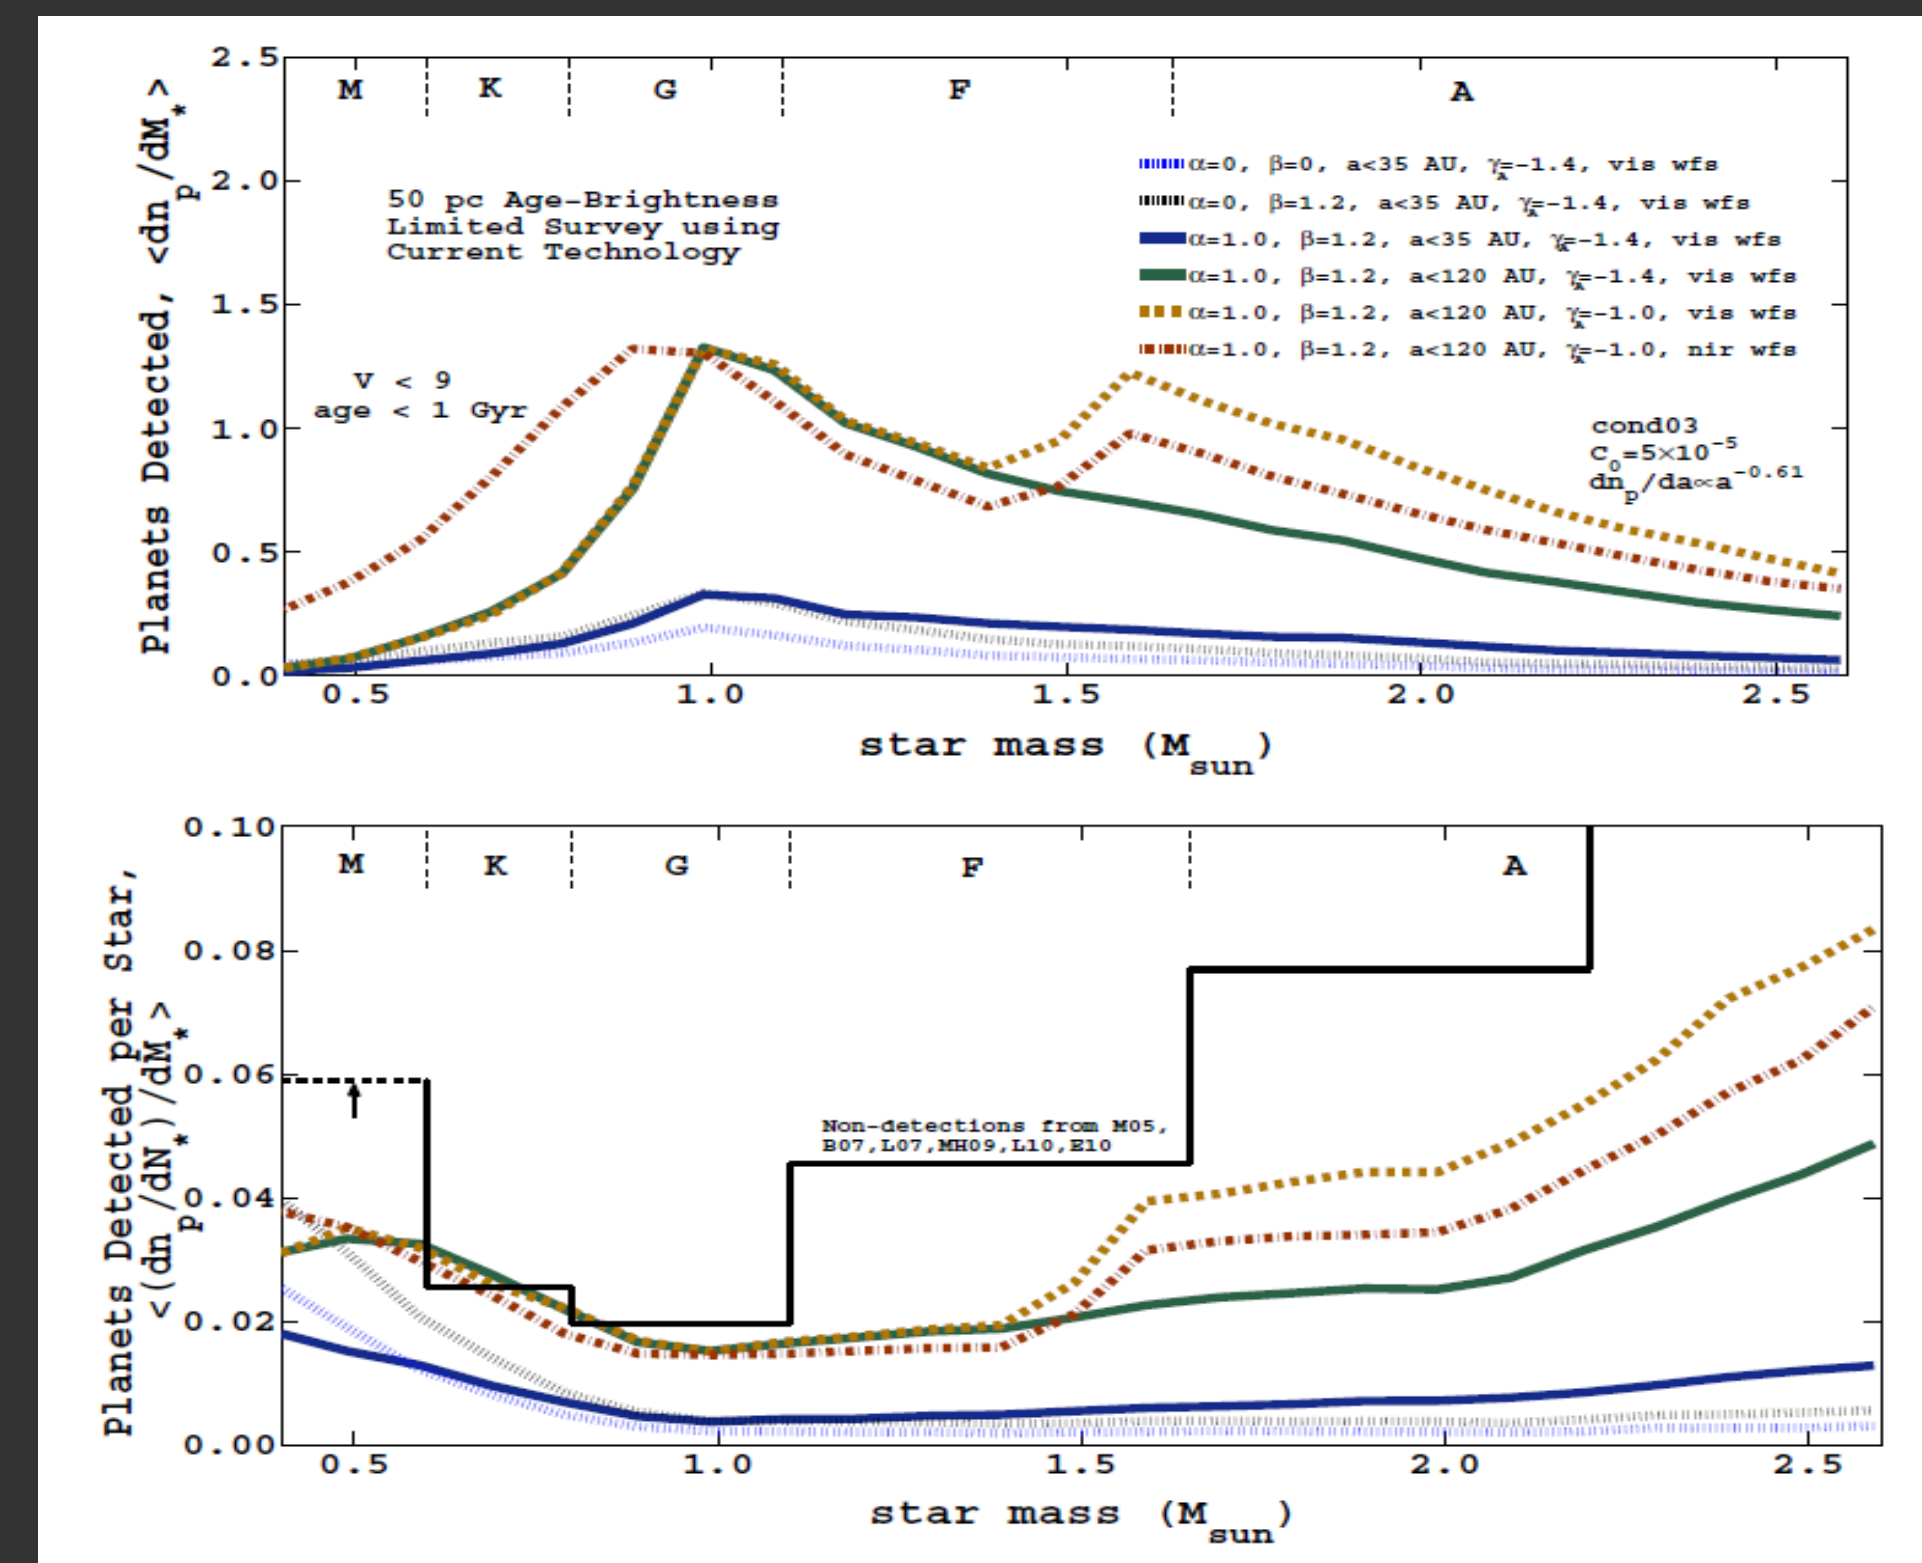 Planets Detected, <dn_p/dM_*>
2.5
2.0
1.5
1.0
0.5
0.0
M K G F A
50 pc Age-Brightness
Limited Survey using
Current Technology
V < 9
age < 1 Gyr
α=0, β=0, a<35 AU, γ_A=-1.4, vis wfs
α=0, β=1.2, a<35 AU, γ_A=-1.4, vis wfs
α=1.0, β=1.2, a<35 AU, γ_A=-1.4, vis wfs
α=1.0, β=1.2, a<120 AU, γ_A=-1.4, vis wfs
α=1.0, β=1.2, a<120 AU, γ_A=-1.0, vis wfs
α=1.0, β=1.2, a<120 AU, γ_A=-1.0, nir wfs
cond03
C_0=5×10^-5
dn_p/da∝a^-0.61
0.5 1.0 1.5 2.0 2.5
star mass (M_sun)
Planets Detected per Star,
<(dn_p/dN_*)/dM_*>
0.10
0.08
0.06
0.04
0.02
0.00
M K G F A
Non-detections from M05,
B07,L07,MH09,L10,E10
0.5 1.0 1.5 2.0 2.5
star mass (M_sun)